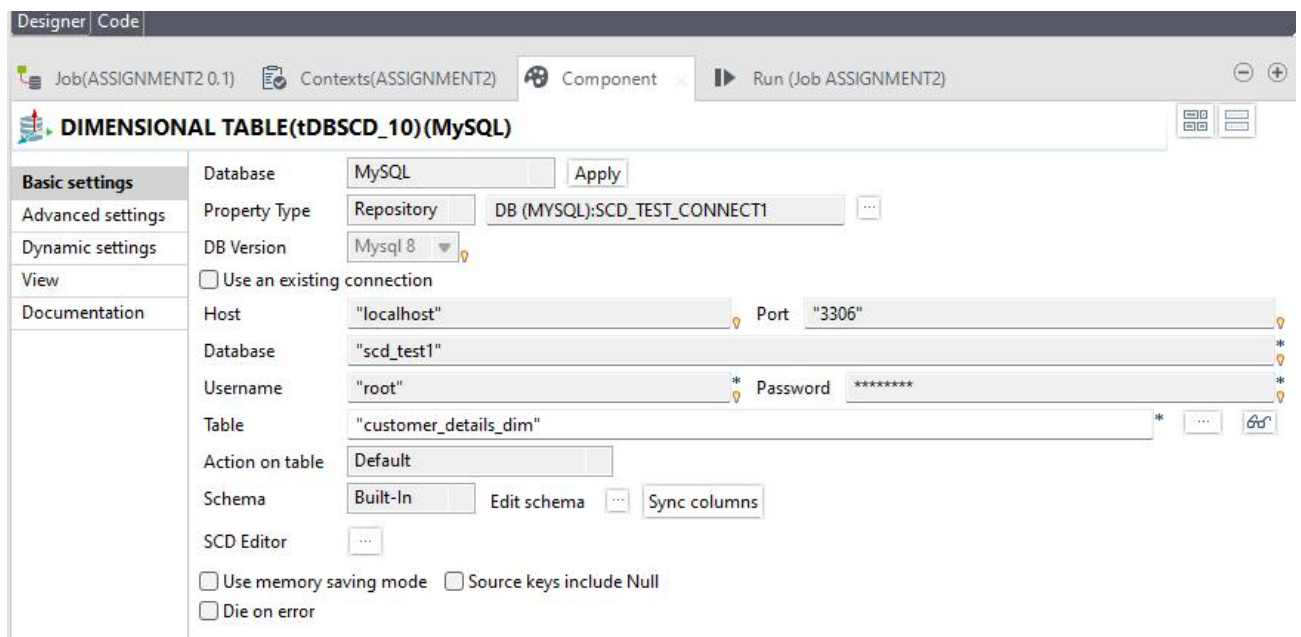 Designer Code
Job(ASSIGNMENT2 0.1) Contexts(ASSIGNMENT2) Component Run (Job ASSIGNMENT2)
DIMENSIONAL TABLE(tDBSCD_10)(MySQL)
Basic settings
Advanced settings
Dynamic settings
View
Documentation
Database MySQL Apply
Property Type Repository DB (MYSQL):SCD_TEST_CONNECT1 ...
DB Version Mysql 8
Use an existing connection
Host "localhost" Port "3306"
Database "scd_test1" *
Username "root" * Password ******** *
Table "customer_details_dim" * ...
Action on table Default
Schema Built-In Edit schema ... Sync columns
SCD Editor ...
Use memory saving mode Source keys include Null
Die on error